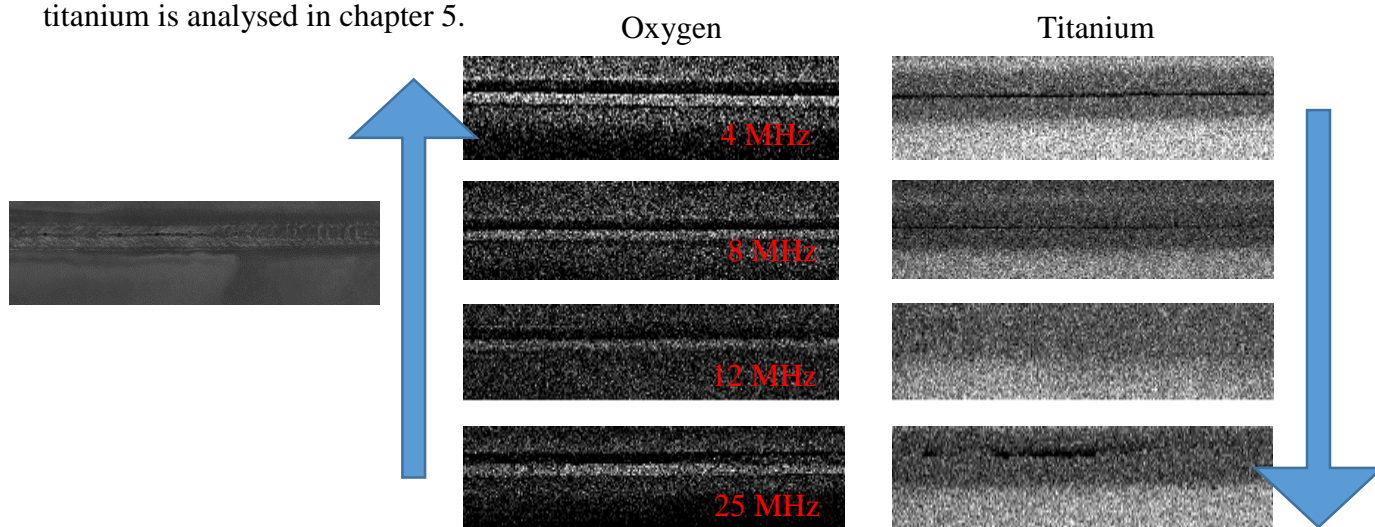 titanium is analysed in chapter 5.
Oxygen
Titanium
4 MHz
8 MHz
12 MHz
25 MHz